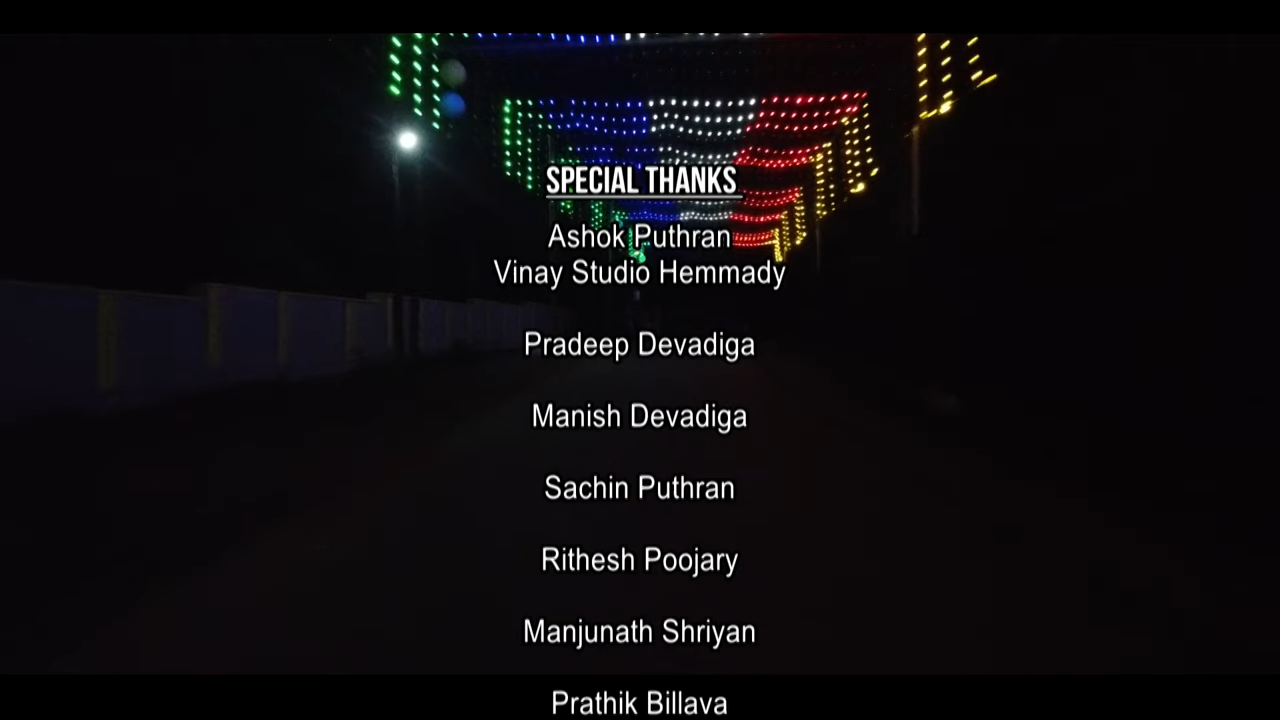 SPECIAL THANKS
Ashok Puthran
Vinay Studio Hemmady
Pradeep Devadiga
Manish Devadiga
Sachin Puthran
Rithesh Poojary
Manjunath Shriyan
Prathik Billava